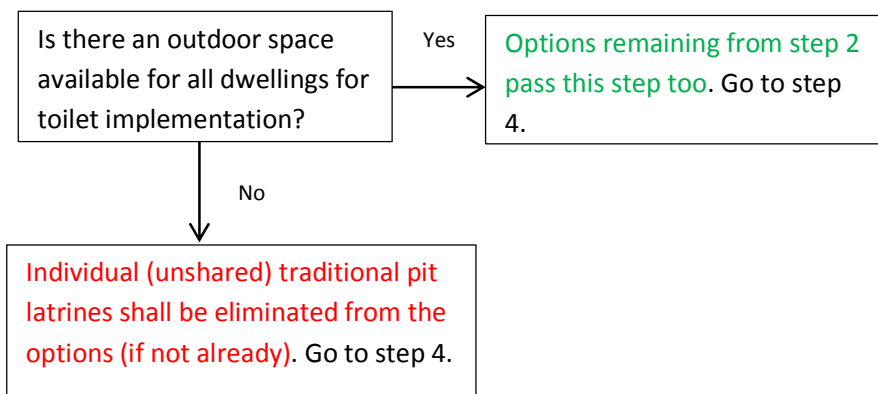 Is there an outdoor space
available for all dwellings for
toilet implementation?
Yes
Options remaining from step 2
pass this step too. Go to step
4.
No
Individual (unshared) traditional pit
latrines shall be eliminated from the
options (if not already). Go to step 4.